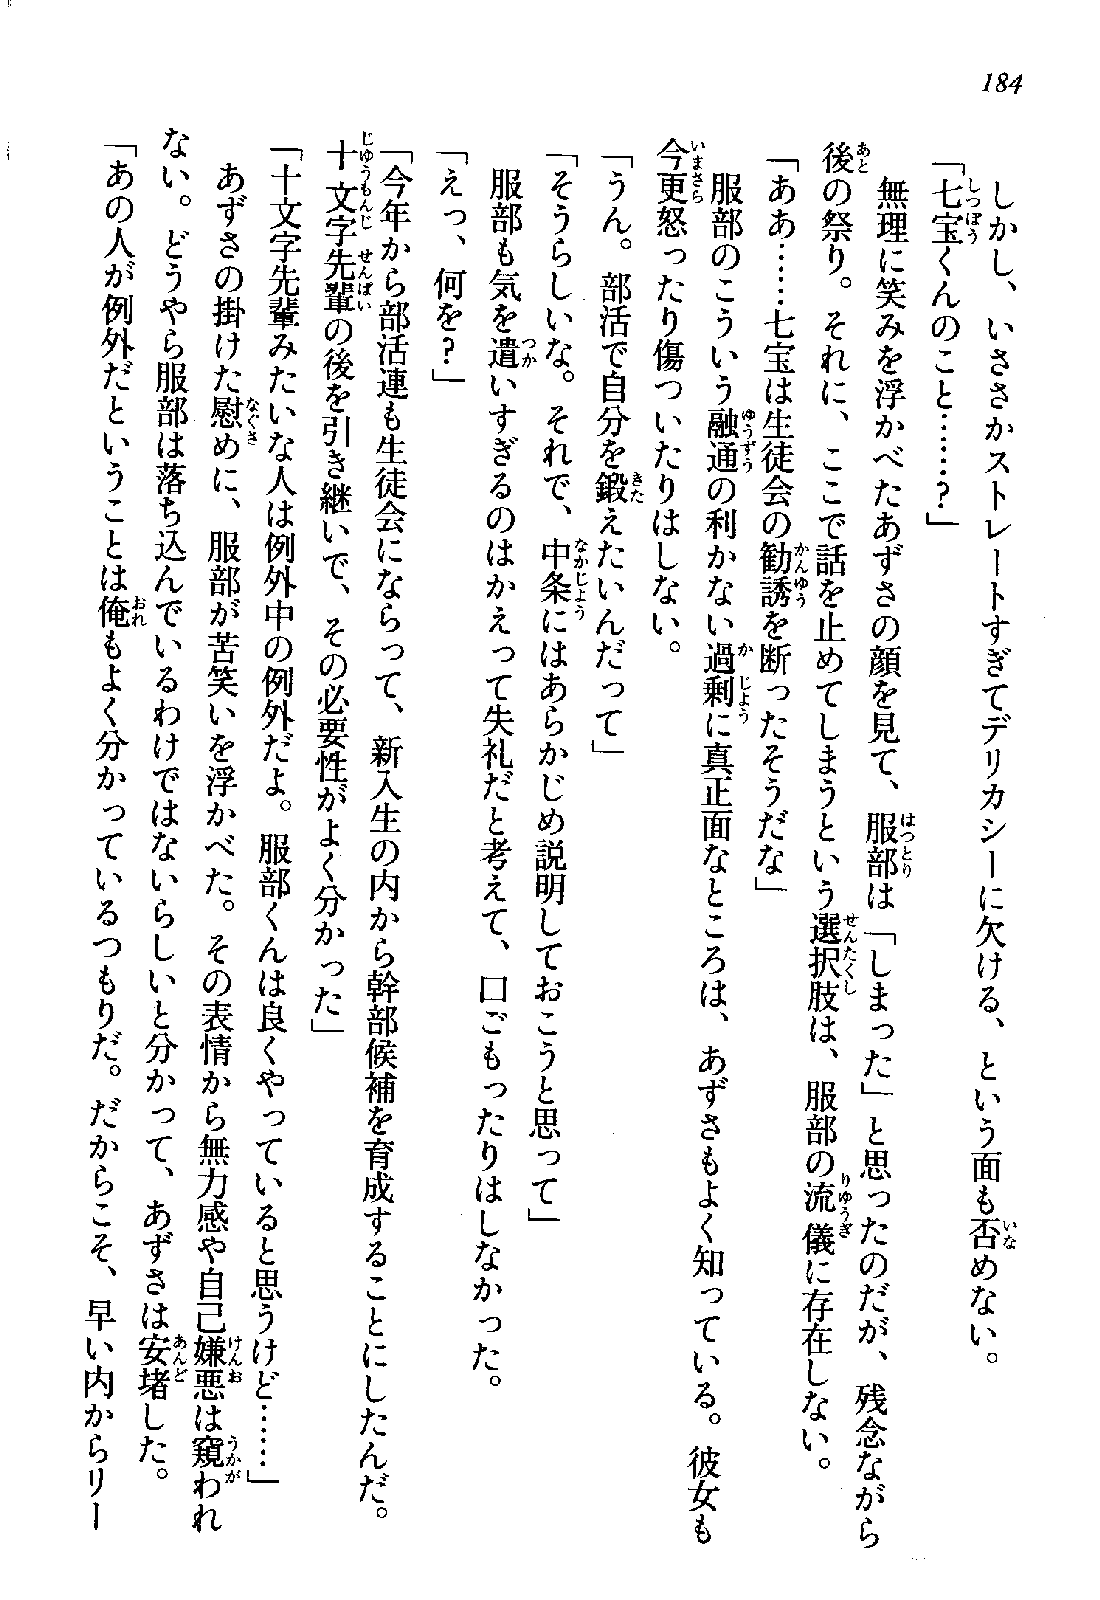 184
しかし、いささかストレートすぎてデリカシーに欠ける、という面も否めない。
「七宝くんのこと……?」
無理に笑みを浮かべたあずさの顔を見て、服部は「しまった」と思ったのだが、残念ながら
後の祭り。それに、ここで話を止めてしまうという選択肢は、服部の流儀に存在しない。
「ああ……七宝は生徒会の勧誘を断ったそうだな」
服部のこういう融通の利かない過剰に真正面なところは、あずさもよく知っている。彼女も
今更怒ったり傷ついたりはしない。
「うん。部活で自分を鍛えたいんだって」
「そうらしいな。それで、中条にはあらかじめ説明しておこうと思って」
服部も気を遣いすぎるのはかえって失礼だと考えて、口ごもったりはしなかった。
「えっ、何を?」
「今年から部活連も生徒会にならって、新入生の内から幹部候補を育成することにしたんだ。
十文字先輩の後を引き継いで、その必要性がよく分かった」
「十文字先輩みたいな人は例外中の例外だよ。服部くんは良くやっていると思うけど……」
あずさの掛けた慰めに、服部が苦笑いを浮かべた。その表情から無力感や自己嫌悪は窺われ
ない。どうやら服部は落ち込んでいるわけではないらしいと分かって、あずさは安堵した。
「あの人が例外だということは俺もよく分かっているつもりだ。だからこそ、早い内からリー